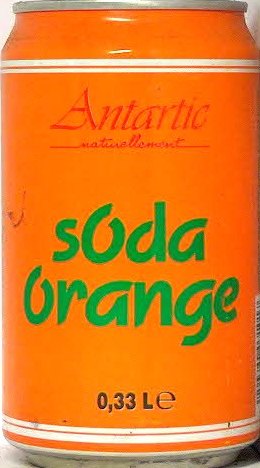 Antartic
naturellement
sOda
Orange
0,33 L e